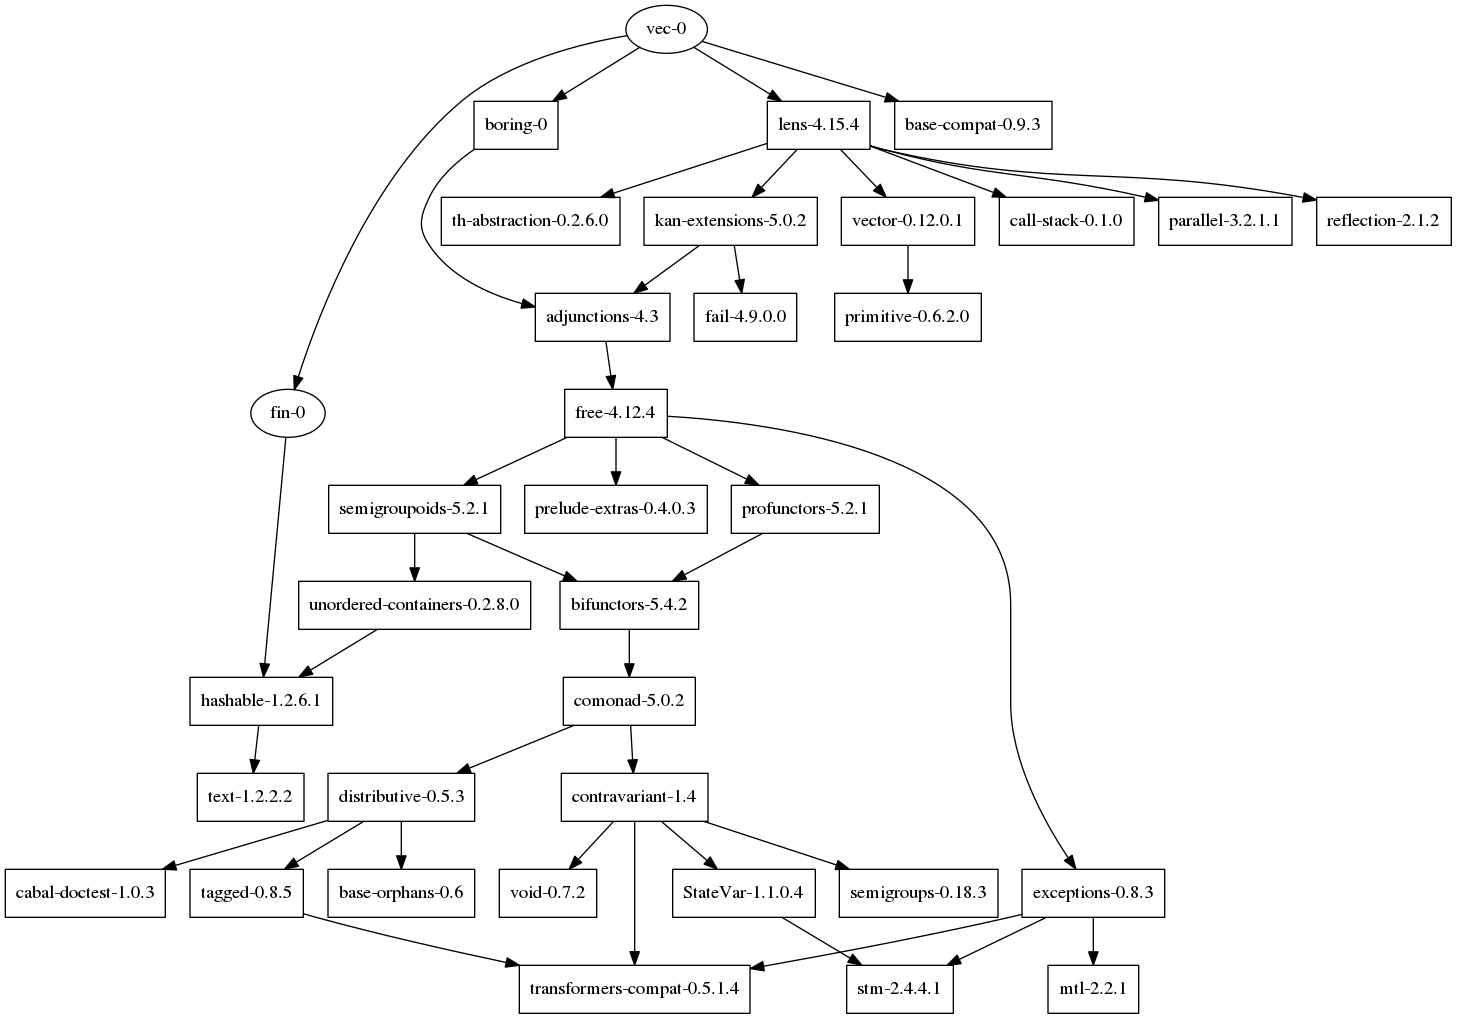 vec-0
boring-0
lens-4.15.4
base-compat-0.9.3
th-abstraction-0.2.6.0
kan-extensions-5.0.2
vector-0.12.0.1
call-stack-0.1.0
parallel-3.2.1.1
reflection-2.1.2
adjunctions-4.3
fail-4.9.0.0
primitive-0.6.2.0
fin-0
free-4.12.4
semigroupoids-5.2.1
prelude-extras-0.4.0.3
profunctors-5.2.1
unordered-containers-0.2.8.0
bifunctors-5.4.2
hashable-1.2.6.1
comonad-5.0.2
text-1.2.2.2
distributive-0.5.3
contravariant-1.4
cabal-doctest-1.0.3
tagged-0.8.5
base-orphans-0.6
void-0.7.2
StateVar-1.1.0.4
semigroups-0.18.3
exceptions-0.8.3
transformers-compat-0.5.1.4
stm-2.4.4.1
mtl-2.2.1